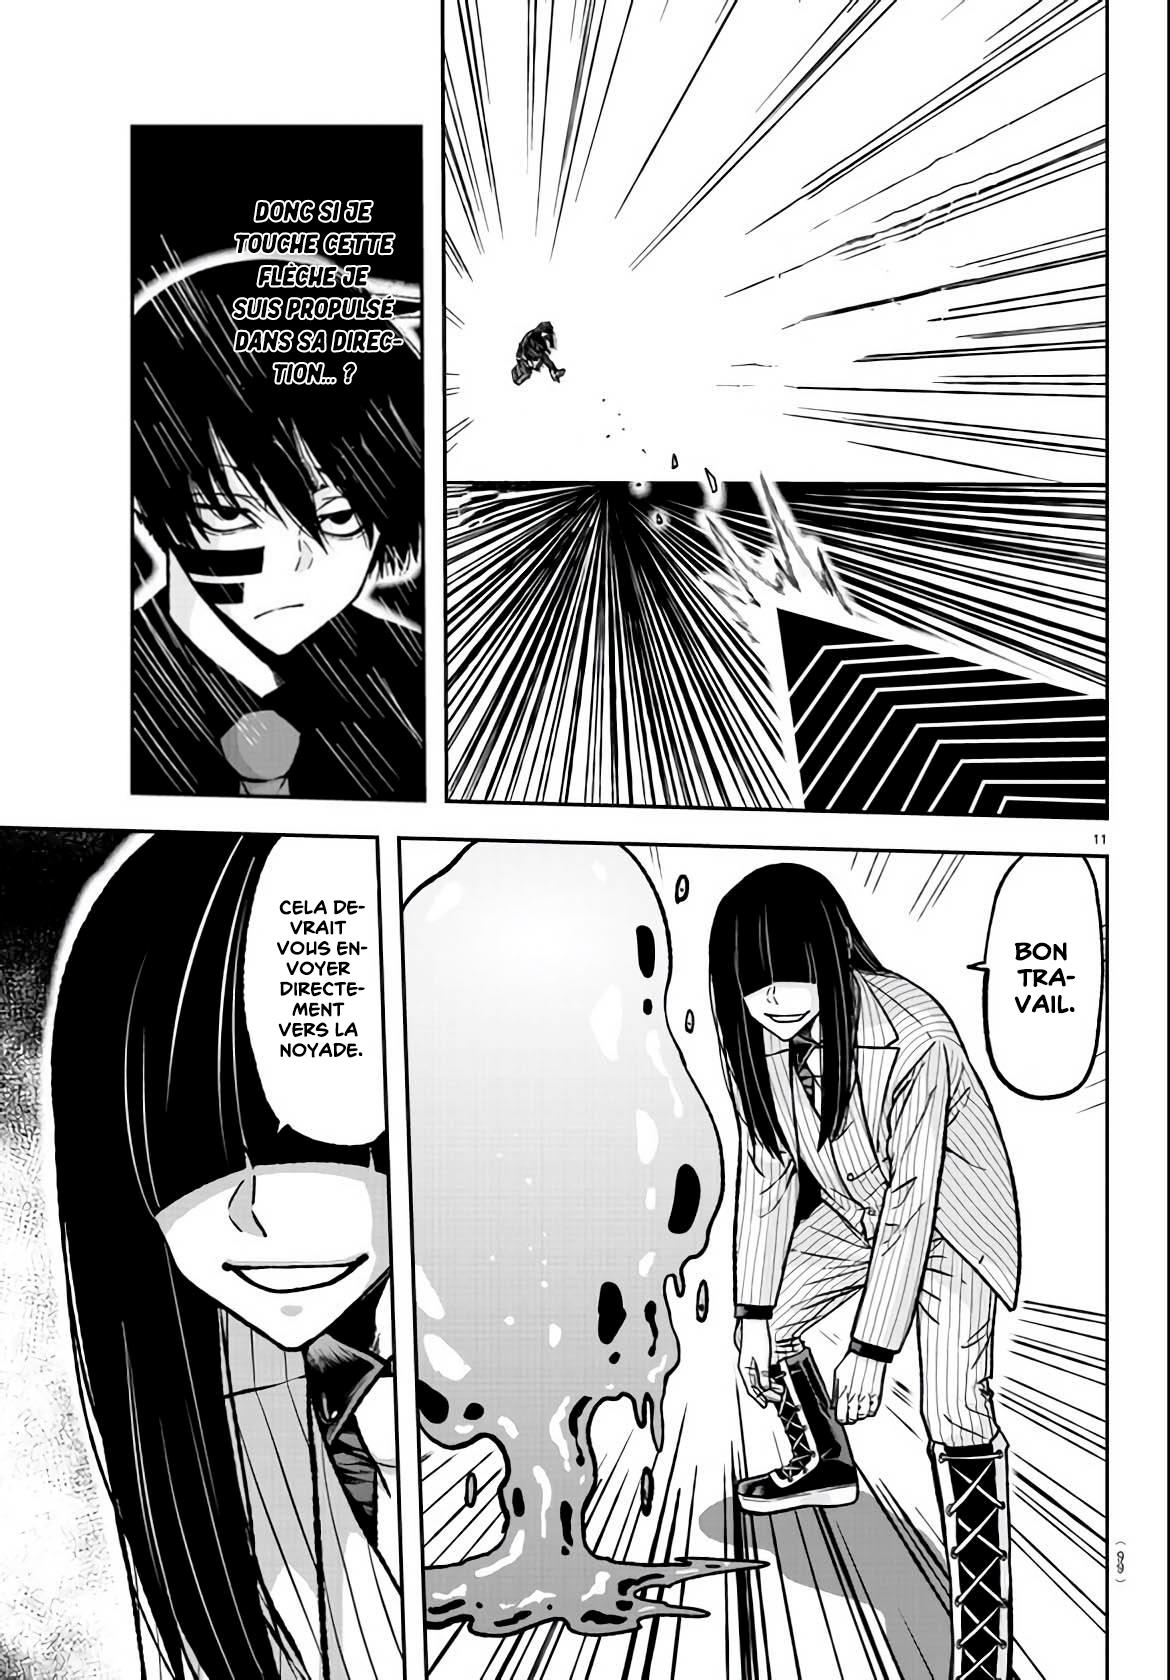 DONC SI JE
TOUCHE CETTE
FLÈCHE JE
SUIS PROPULSÉ
DANS SA DIREC-
TION... ?
11
BON
TRA-
VAIL.
CELA DE-
VRAIT
VOUS EN-
VOYER
DIRECTE-
MENT
VERS LA
NOYADE.